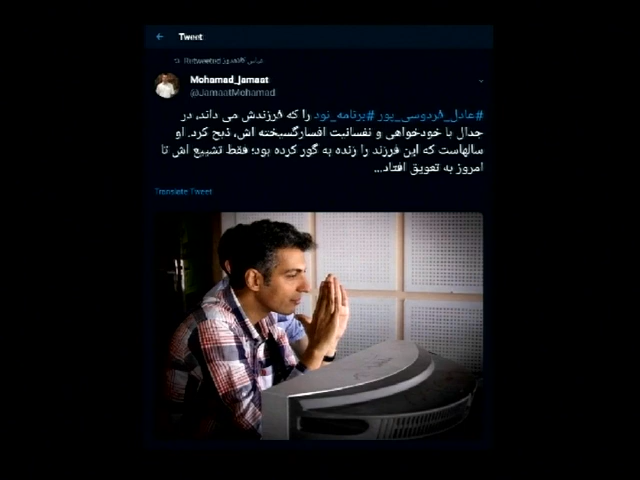 Tweet
Retweeted
Mohamad_Jamaat
@JamaatMohamad
#عادل_فردوسی_پور #برنامه_نود را که فرزندش می داند، در
جدال با خودخواهی و نفسانیت افسارگسیخته اش، ذبح کرد. او
سالهاست که این فرزند را زنده به گور کرده بود؛ فقط تشییع اش تا
امروز به تعویق افتاد...
Translate Tweet